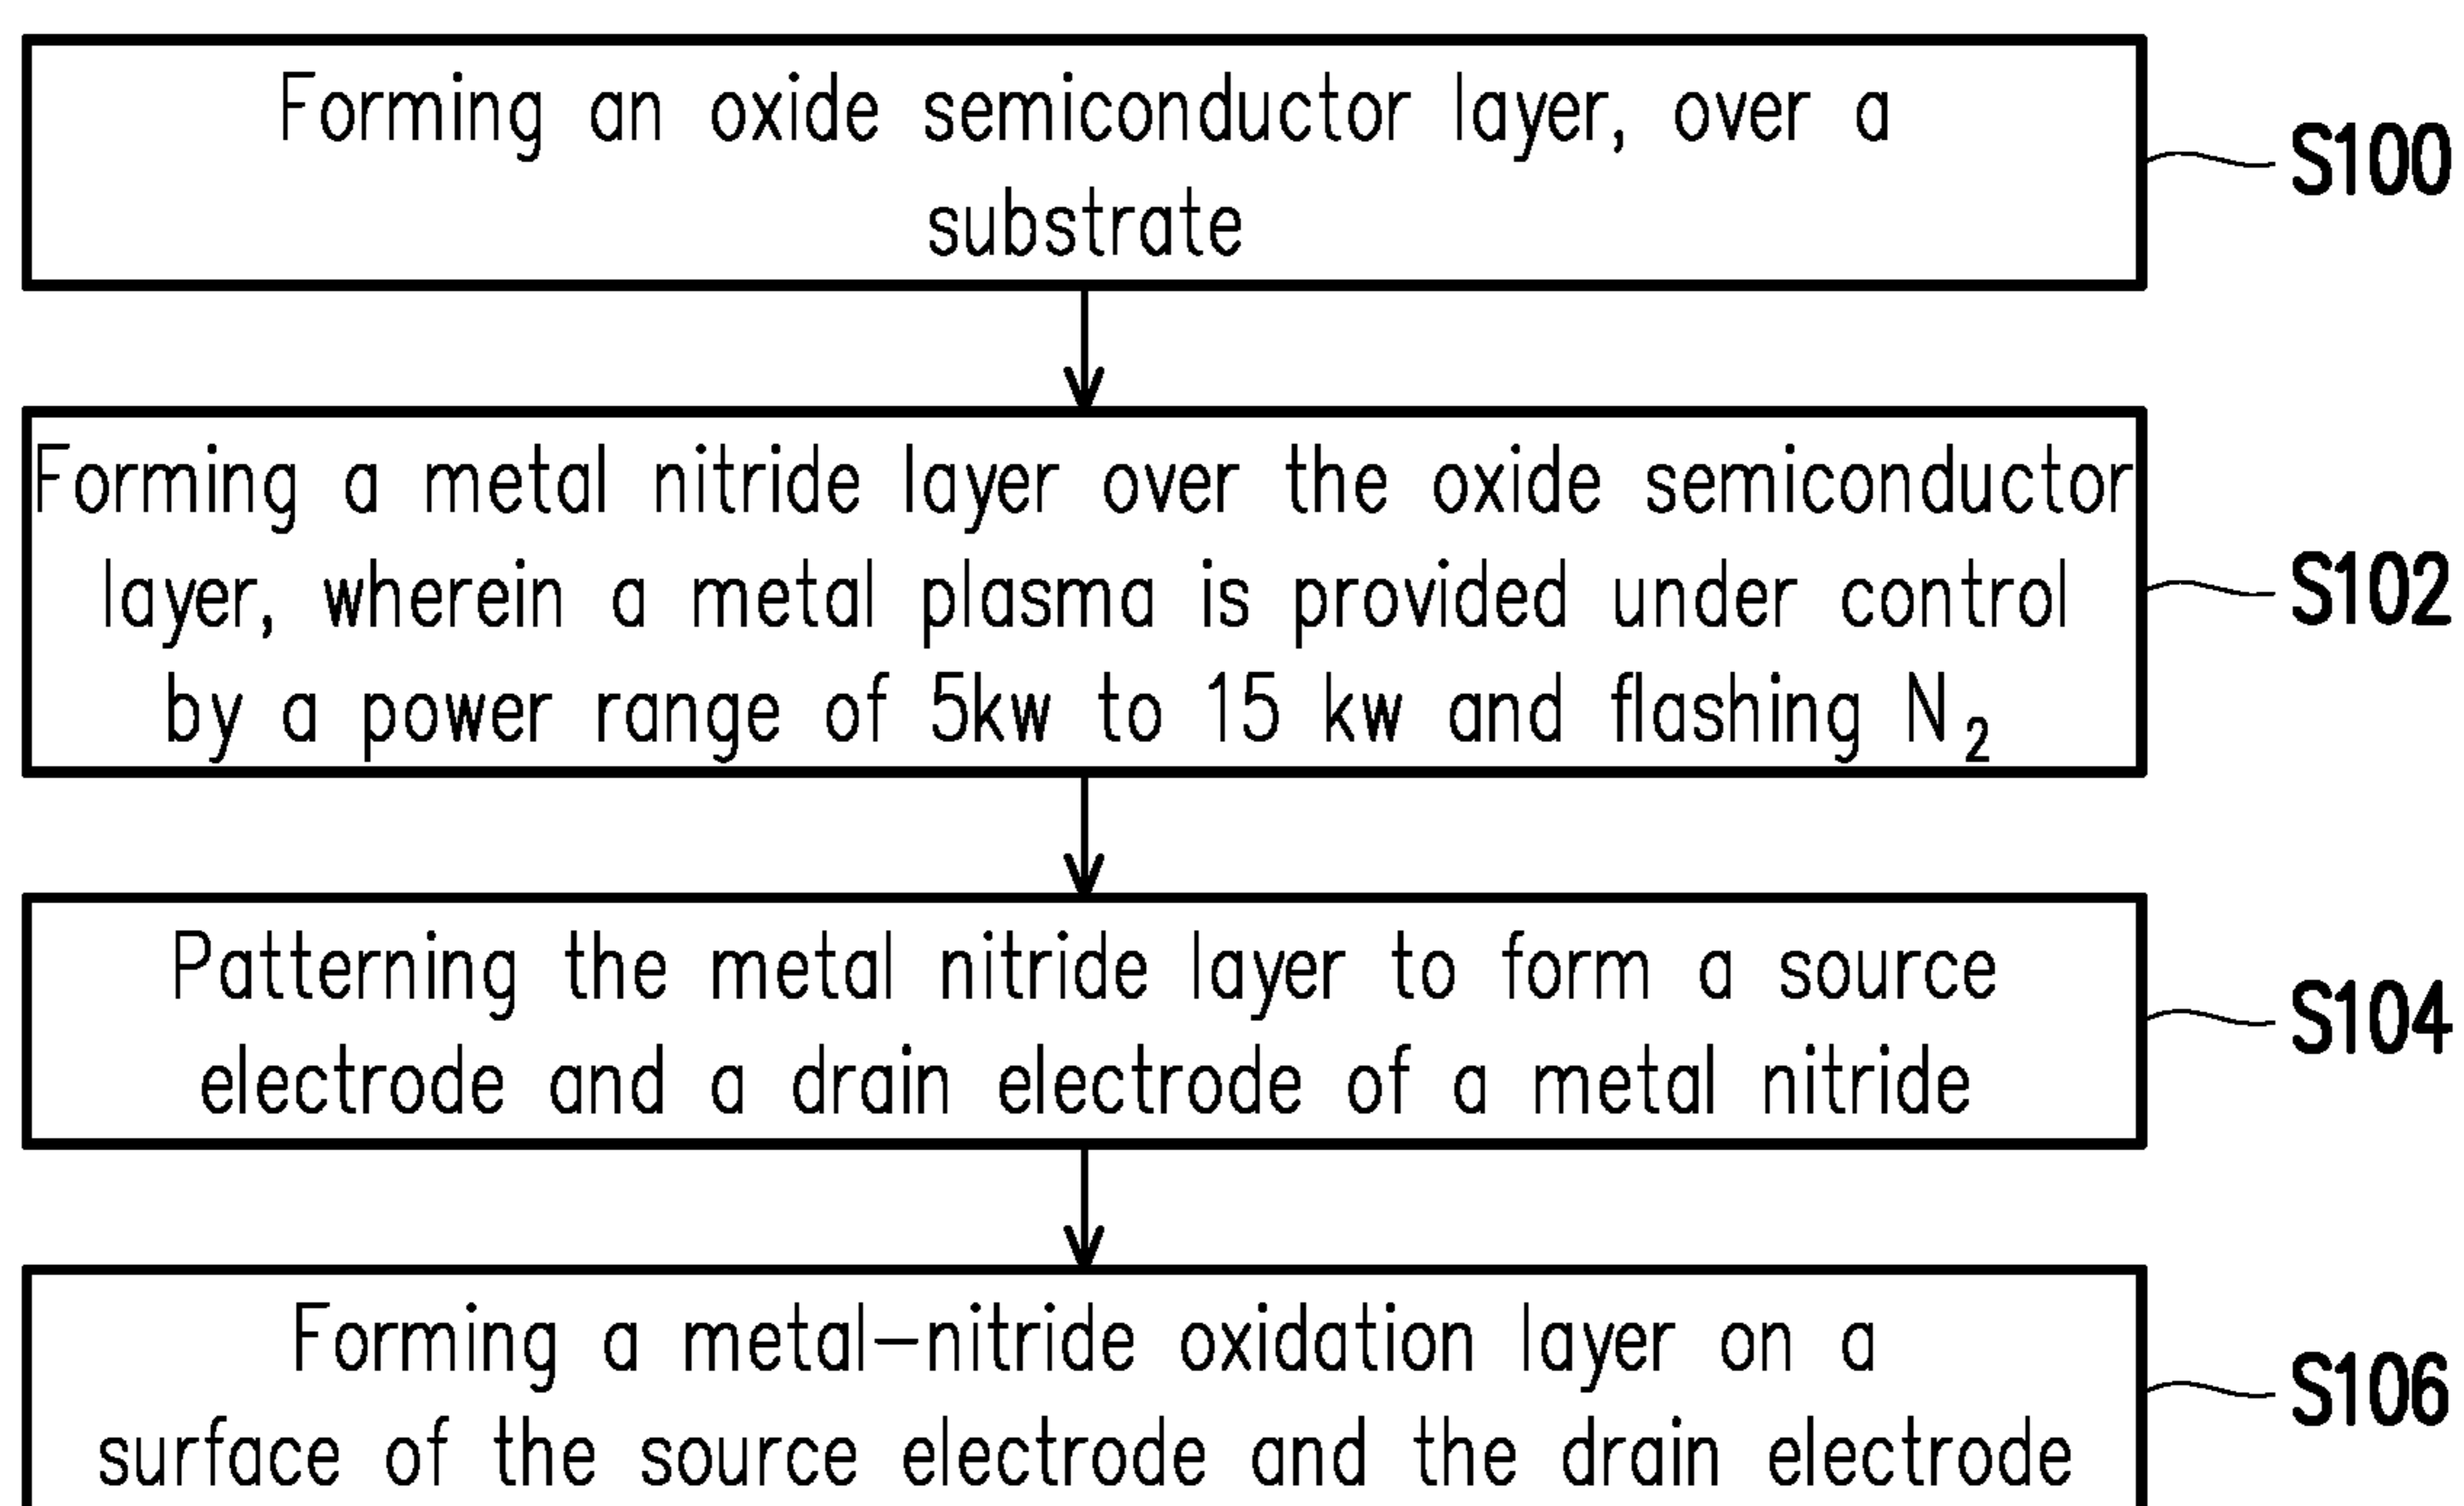 Forming an oxide semiconductor layer, over a
substrate
S100
Forming a metal nitride layer over the oxide semiconductor
layer, wherein a metal plasma is provided under control
by a power range of 5kw to 15 kw and flashing N₂
S102
Patterning the metal nitride layer to form a source
electrode and a drain electrode of a metal nitride
S104
Forming a metal–nitride oxidation layer on a
surface of the source electrode and the drain electrode
S106